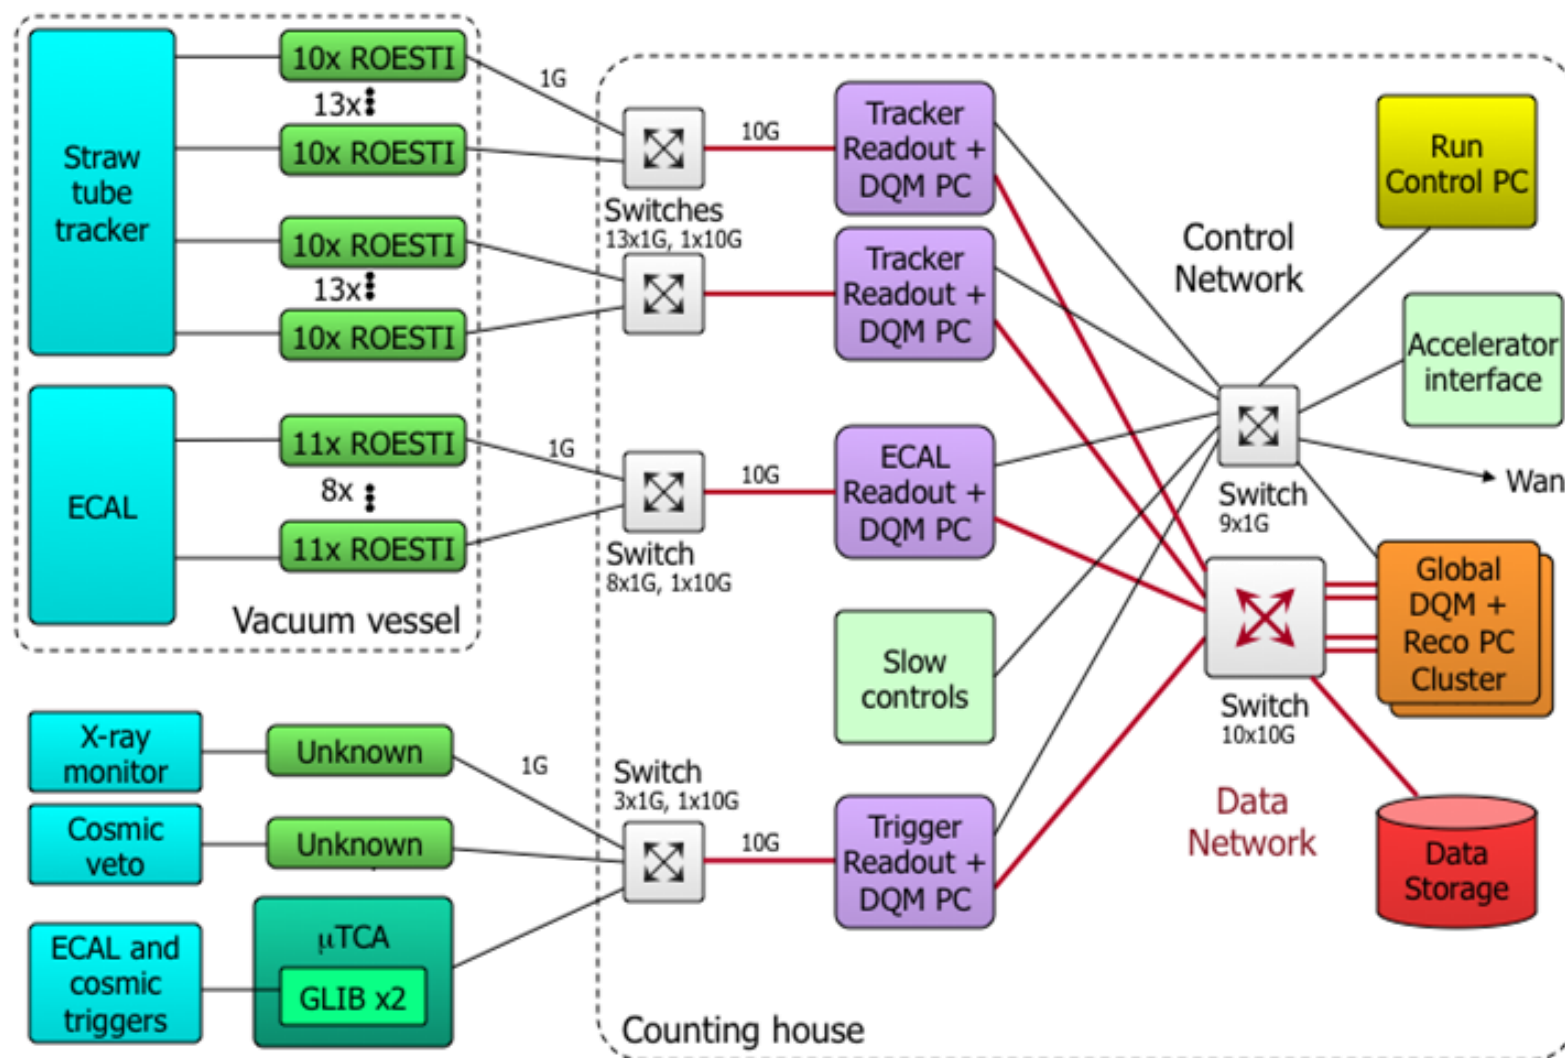 Straw
tube
tracker
10x ROESTI
13x
10x ROESTI
10x ROESTI
13x
10x ROESTI
ECAL
11x ROESTI
8x
11x ROESTI
Vacuum vessel
X-ray
monitor
Unknown
Cosmic
veto
Unknown
ECAL and
cosmic
triggers
μTCA
GLIB x2
1G
1G
1G
Switches
13x1G, 1x10G
Switch
8x1G, 1x10G
Switch
3x1G, 1x10G
10G
10G
10G
Tracker
Readout +
DQM PC
Tracker
Readout +
DQM PC
ECAL
Readout +
DQM PC
Slow
controls
Trigger
Readout +
DQM PC
Counting house
Control
Network
Switch
9x1G
Switch
10x10G
Data
Network
Run
Control PC
Accelerator
interface
Wan
Global
DQM +
Reco PC
Cluster
Data
Storage